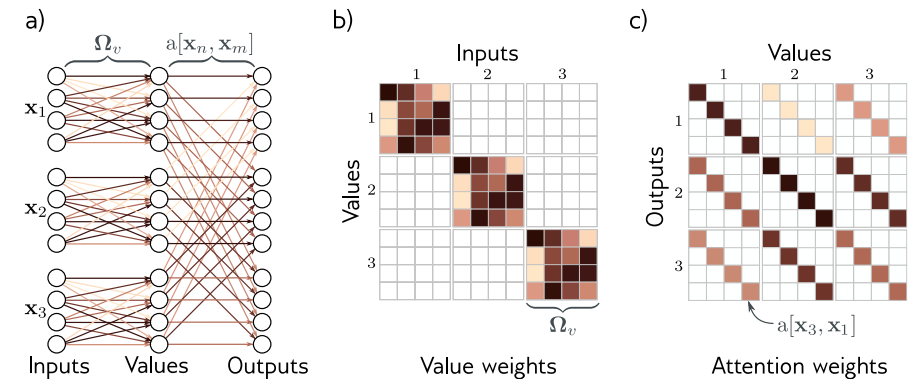 a)
Ω_v
a[x_n, x_m]
x_1
x_2
x_3
Inputs
Values
Outputs
b)
Inputs
1
2
3
Values
1
2
3
Ω_v
Value weights
c)
Values
1
2
3
Outputs
1
2
3
a[x_3, x_1]
Attention weights